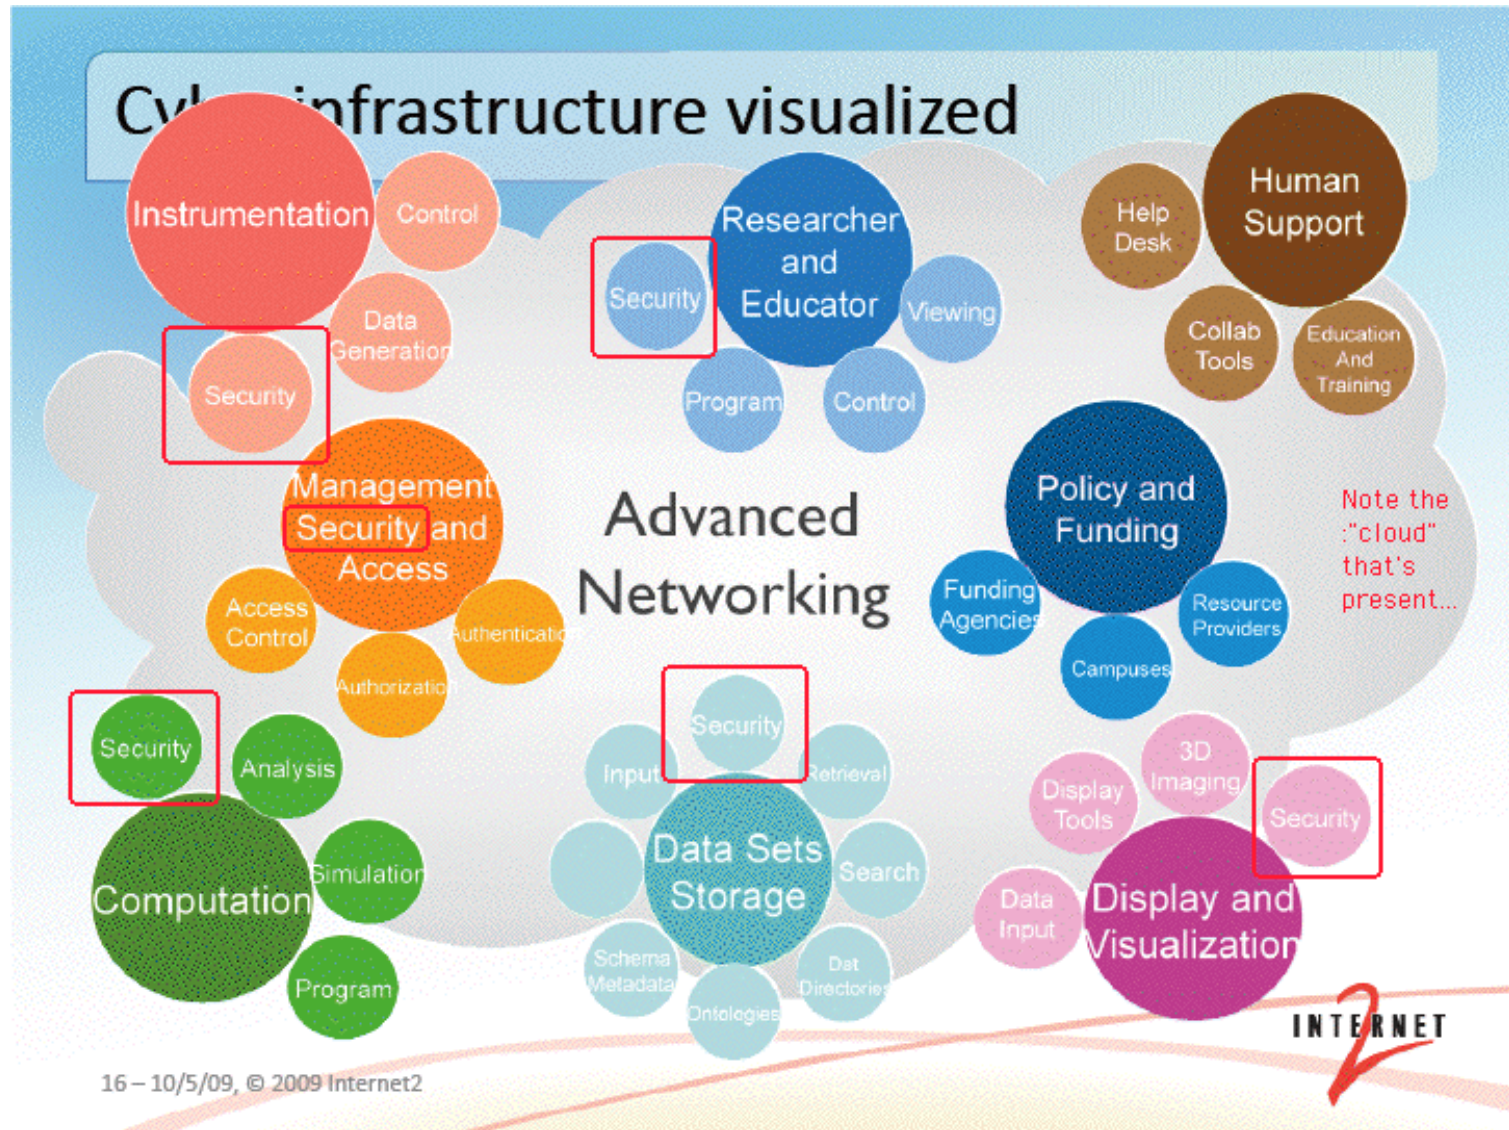 Cyberinfrastructure visualized
Instrumentation
Control
Data
Generation
Security
Researcher
and
Educator
Security
Viewing
Program
Control
Human
Support
Help
Desk
Collab
Tools
Education
And
Training
Management
Security and
Access
Access
Control
Authorization
Authentication
Advanced
Networking
Policy and
Funding
Funding
Agencies
Campuses
Resource
Providers
Note the
:"cloud"
that's
present...
Security
Analysis
Computation
Simulation
Program
Security
Input
Retrieval
Data Sets
Storage
Search
Schema
Metadata
Ontologies
Dat
Directories
3D
Imaging
Display
Tools
Security
Data
Input
Display and
Visualization
INTERNET
2
16 – 10/5/09, © 2009 Internet2